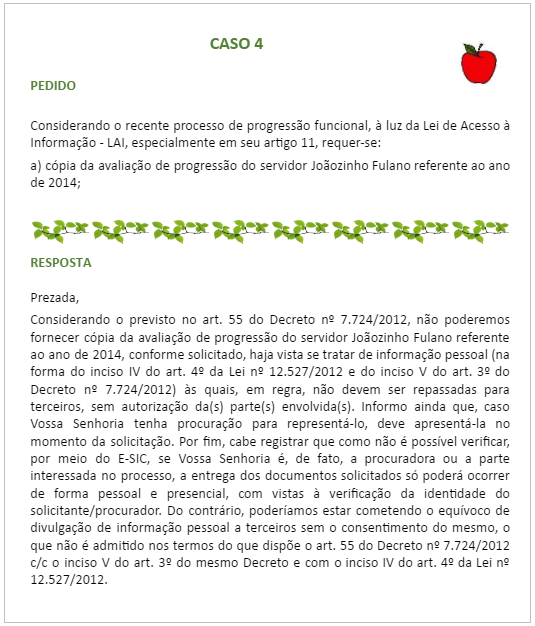 CASO 4
PEDIDO
Considerando o recente processo de progressão funcional, à luz da Lei de Acesso à
Informação - LAI, especialmente em seu artigo 11, requer-se:
a) cópia da avaliação de progressão do servidor Joãozinho Fulano referente ao ano
de 2014;
RESPOSTA
Prezada,
Considerando o previsto no art. 55 do Decreto nº 7.724/2012, não poderemos
fornecer cópia da avaliação de progressão do servidor Joãozinho Fulano referente
ao ano de 2014, conforme solicitado, haja vista se tratar de informação pessoal (na
forma do inciso IV do art. 4º da Lei nº 12.527/2012 e do inciso V do art. 3º do
Decreto nº 7.724/2012) às quais, em regra, não devem ser repassadas para
terceiros, sem autorização da(s) parte(s) envolvida(s). Informo ainda que, caso
Vossa Senhoria tenha procuração para representá-lo, deve apresentá-la no
momento da solicitação. Por fim, cabe registrar que como não é possível verificar,
por meio do E-SIC, se Vossa Senhoria é, de fato, a procuradora ou a parte
interessada no processo, a entrega dos documentos solicitados só poderá ocorrer
de forma pessoal e presencial, com vistas à verificação da identidade do
solicitante/procurador. Do contrário, poderíamos estar cometendo o equívoco de
divulgação de informação pessoal a terceiros sem o consentimento do mesmo, o
que não é admitido nos termos do que dispõe o art. 55 do Decreto nº 7.724/2012
c/c o inciso V do art. 3º do mesmo Decreto e com o inciso IV do art. 4º da Lei nº
12.527/2012.